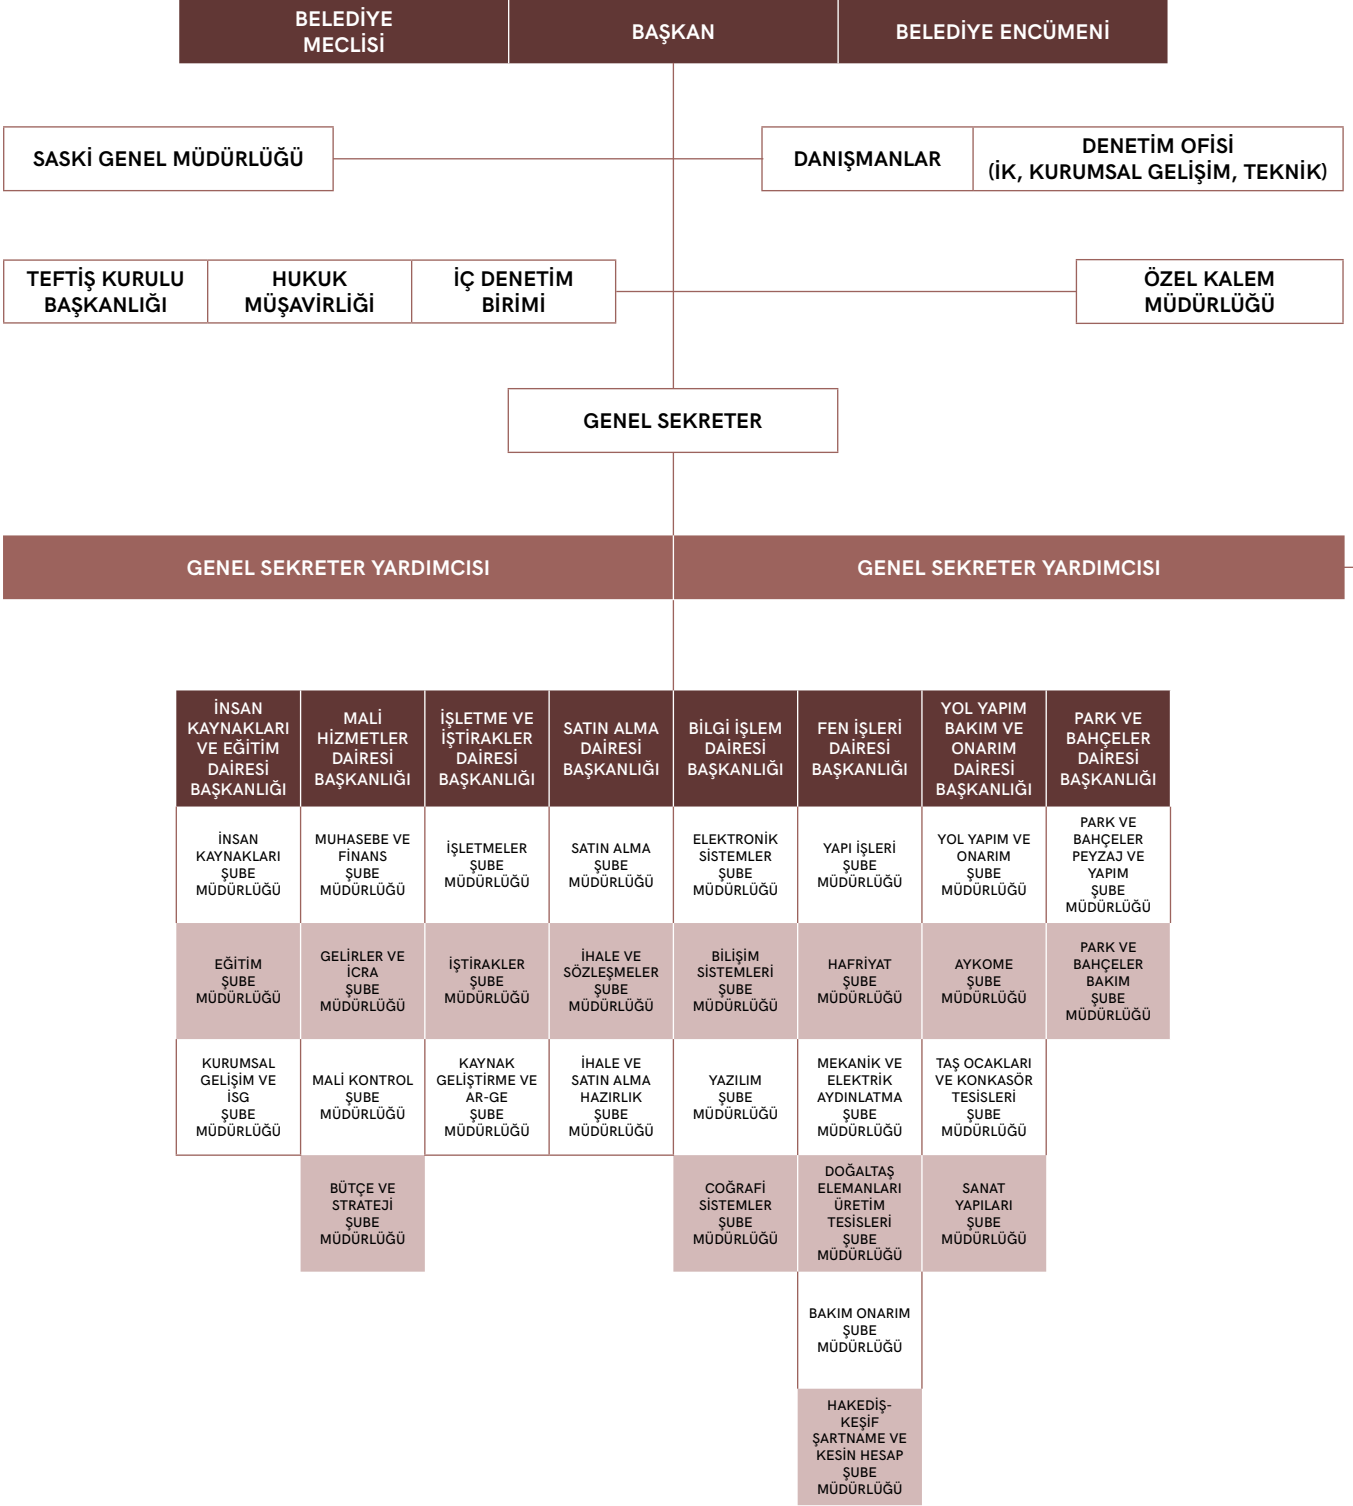 BELEDİYE
MECLİSİ
BAŞKAN
BELEDİYE ENCÜMENİ
SASKİ GENEL MÜDÜRLÜĞÜ
DANIŞMANLAR
DENETİM OFİSİ
(İK, KURUMSAL GELİŞİM, TEKNİK)
TEFTİŞ KURULU
BAŞKANLIĞI
HUKUK
MÜŞAVİRLİĞİ
İÇ DENETİM
BİRİMİ
ÖZEL KALEM
MÜDÜRLÜĞÜ
GENEL SEKRETER
GENEL SEKRETER YARDIMCISI
GENEL SEKRETER YARDIMCISI
İNSAN
KAYNAKLARI
VE EĞİTİM
DAİRESİ
BAŞKANLIĞI
MALİ
HİZMETLER
DAİRESİ
BAŞKANLIĞI
İŞLETME VE
İŞTİRAKLER
DAİRESİ
BAŞKANLIĞI
SATIN ALMA
DAİRESİ
BAŞKANLIĞI
BİLGİ İŞLEM
DAİRESİ
BAŞKANLIĞI
FEN İŞLERİ
DAİRESİ
BAŞKANLIĞI
YOL YAPIM
BAKIM VE
ONARIM
DAİRESİ
BAŞKANLIĞI
PARK VE
BAHÇELER
DAİRESİ
BAŞKANLIĞI
İNSAN
KAYNAKLARI
ŞUBE
MÜDÜRLÜĞÜ
MUHASEBE VE
FİNANS
ŞUBE
MÜDÜRLÜĞÜ
İŞLETMELER
ŞUBE
MÜDÜRLÜĞÜ
SATIN ALMA
ŞUBE
MÜDÜRLÜĞÜ
ELEKTRONİK
SİSTEMLER
ŞUBE
MÜDÜRLÜĞÜ
YAPI İŞLERİ
ŞUBE
MÜDÜRLÜĞÜ
YOL YAPIM VE
ONARIM
ŞUBE
MÜDÜRLÜĞÜ
PARK VE
BAHÇELER
PEYZAJ VE
YAPIM
ŞUBE
MÜDÜRLÜĞÜ
EĞİTİM
ŞUBE
MÜDÜRLÜĞÜ
GELİRLER VE
İCRA
ŞUBE
MÜDÜRLÜĞÜ
İŞTİRAKLER
ŞUBE
MÜDÜRLÜĞÜ
İHALE VE
SÖZLEŞMELER
ŞUBE
MÜDÜRLÜĞÜ
BİLİŞİM
SİSTEMLERİ
ŞUBE
MÜDÜRLÜĞÜ
HAFRİYAT
ŞUBE
MÜDÜRLÜĞÜ
AYKOME
ŞUBE
MÜDÜRLÜĞÜ
PARK VE
BAHÇELER
BAKIM
ŞUBE
MÜDÜRLÜĞÜ
KURUMSAL
GELİŞİM VE
İSG
ŞUBE
MÜDÜRLÜĞÜ
MALİ KONTROL
ŞUBE
MÜDÜRLÜĞÜ
KAYNAK
GELİŞTİRME VE
AR-GE
ŞUBE
MÜDÜRLÜĞÜ
İHALE VE
SATIN ALMA
HAZIRLIK
ŞUBE
MÜDÜRLÜĞÜ
YAZILIM
ŞUBE
MÜDÜRLÜĞÜ
MEKANİK VE
ELEKTRİK
AYDINLATMA
ŞUBE
MÜDÜRLÜĞÜ
TAŞ OCAKLARI
VE KONKASÖR
TESİSLERİ
ŞUBE
MÜDÜRLÜĞÜ
BÜTÇE VE
STRATEJİ
ŞUBE
MÜDÜRLÜĞÜ
COĞRAFİ
SİSTEMLER
ŞUBE
MÜDÜRLÜĞÜ
DOĞALTAŞ
ELEMANLARI
ÜRETİM
TESİSLERİ
ŞUBE
MÜDÜRLÜĞÜ
SANAT
YAPILARI
ŞUBE
MÜDÜRLÜĞÜ
BAKIM ONARIM
ŞUBE
MÜDÜRLÜĞÜ
HAKEDİŞ-
KEŞİF
ŞARTNAME VE
KESİN HESAP
ŞUBE
MÜDÜRLÜĞÜ